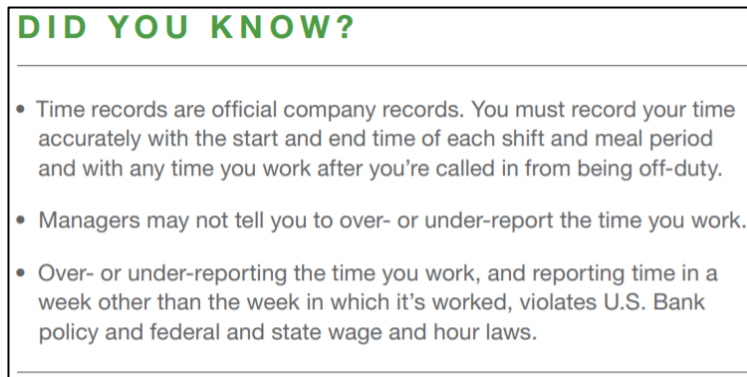 DID YOU KNOW?
• Time records are official company records. You must record your time
accurately with the start and end time of each shift and meal period
and with any time you work after you’re called in from being off-duty.
• Managers may not tell you to over- or under-report the time you work.
• Over- or under-reporting the time you work, and reporting time in a
week other than the week in which it’s worked, violates U.S. Bank
policy and federal and state wage and hour laws.